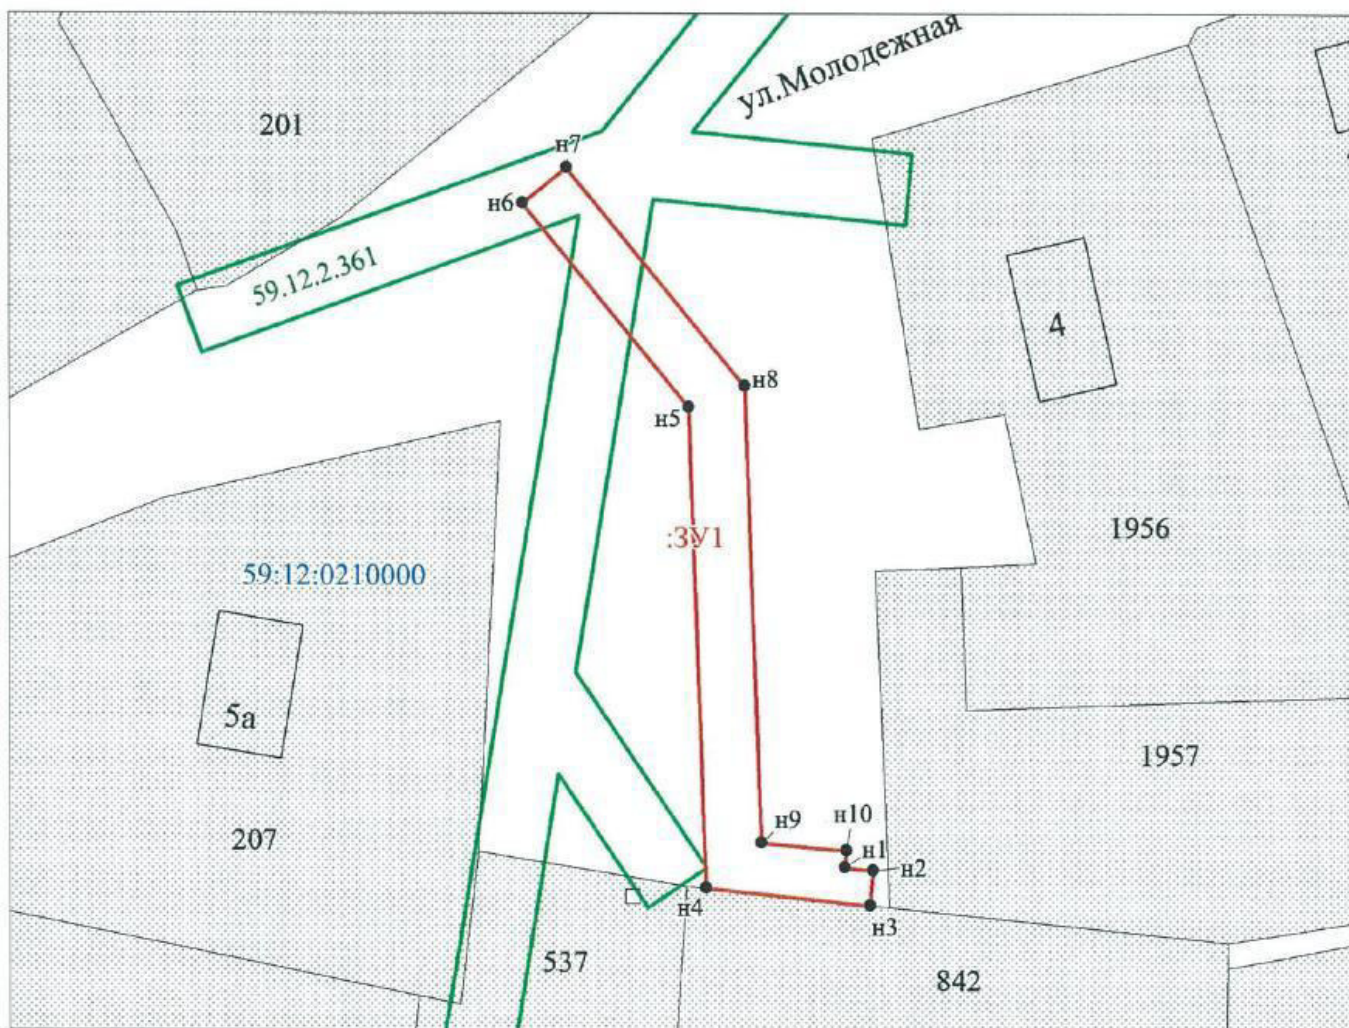 ул.Молодежная
201
н7
н6
59.12.2.361
4
н8
н5
:ЗУ1
1956
59:12:0210000
5а
1957
207
н9
н10
н1
н2
н4
н3
537
842